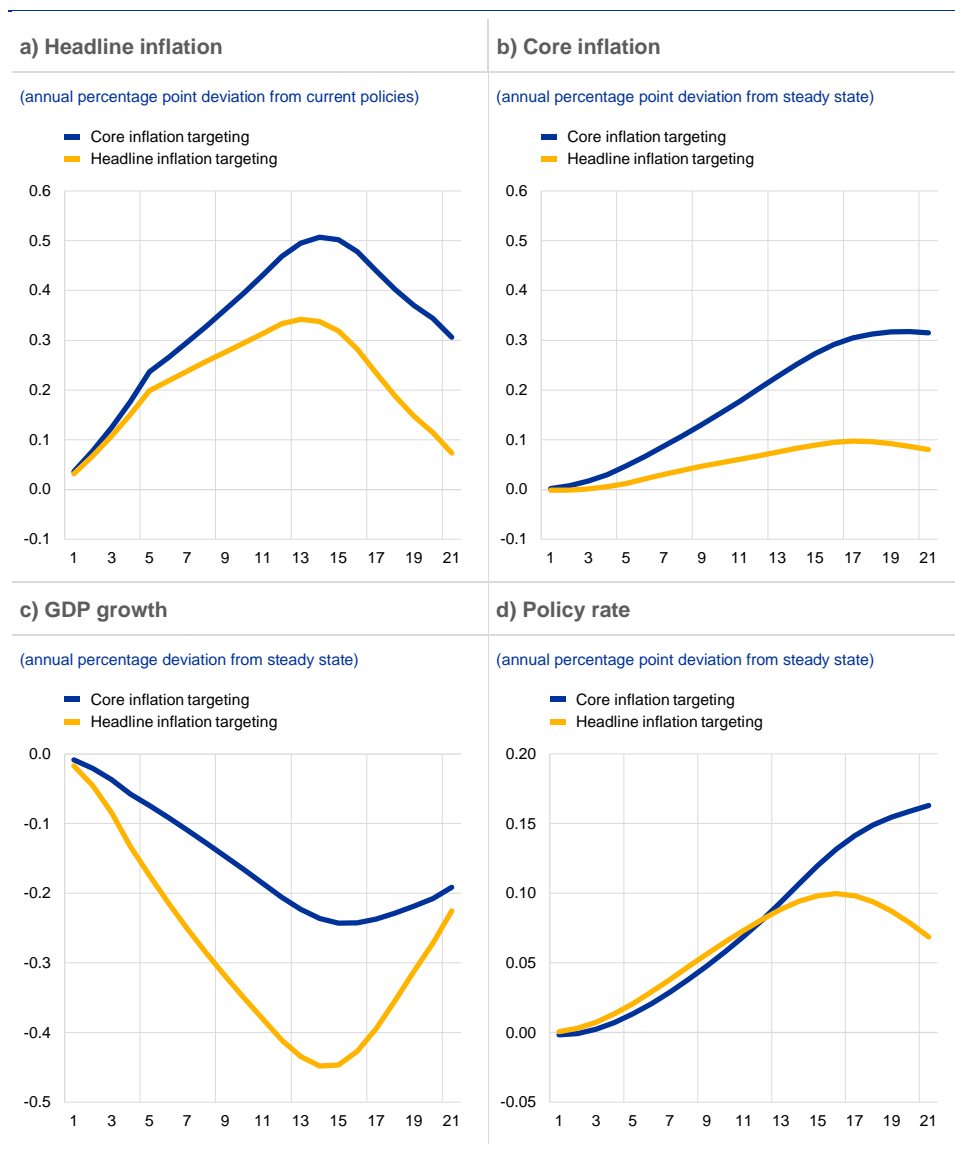 a) Headline inflation
(annual percentage point deviation from current policies)
Core inflation targeting
Headline inflation targeting
0.6
0.5
0.4
0.3
0.2
0.1
0.0
-0.1
1 3 5 7 9 11 13 15 17 19 21
b) Core inflation
(annual percentage point deviation from steady state)
Core inflation targeting
Headline inflation targeting
0.6
0.5
0.4
0.3
0.2
0.1
0.0
-0.1
1 3 5 7 9 11 13 15 17 19 21
c) GDP growth
(annual percentage deviation from steady state)
Core inflation targeting
Headline inflation targeting
0.0
-0.1
-0.2
-0.3
-0.4
-0.5
1 3 5 7 9 11 13 15 17 19 21
d) Policy rate
(annual percentage point deviation from steady state)
Core inflation targeting
Headline inflation targeting
0.20
0.15
0.10
0.05
0.00
-0.05
1 3 5 7 9 11 13 15 17 19 21